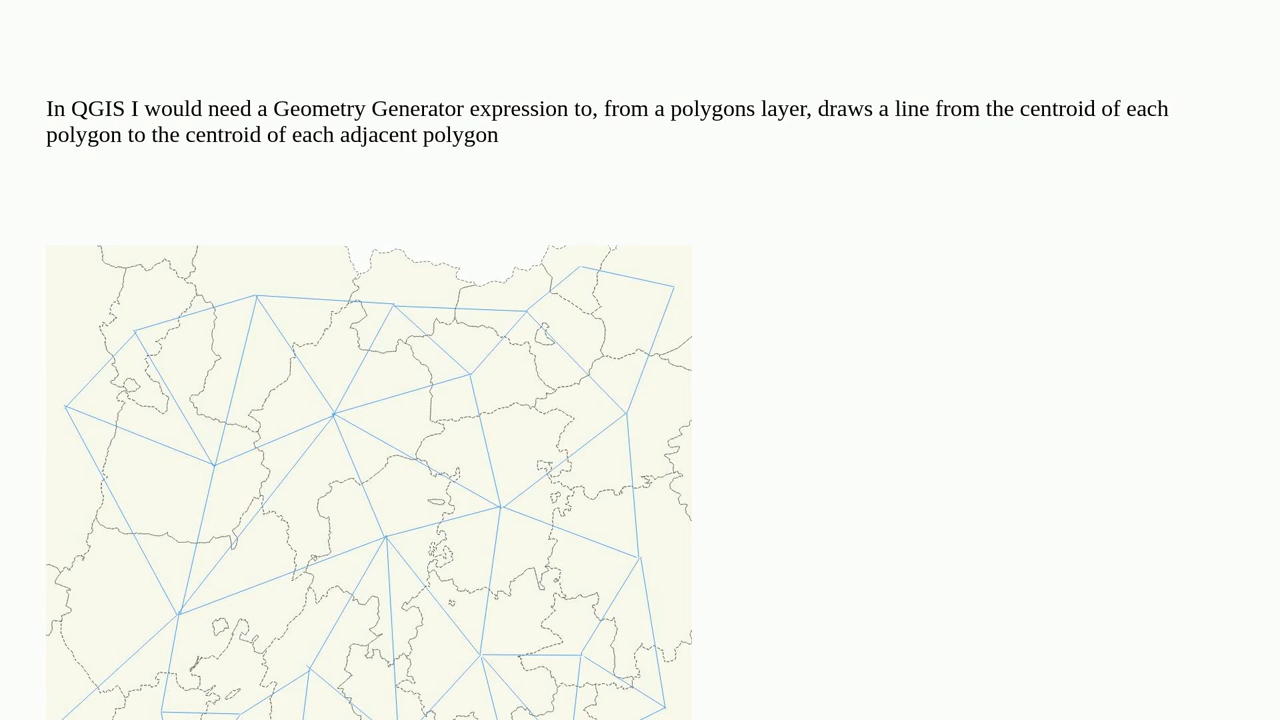 In QGIS I would need a Geometry Generator expression to, from a polygons layer, draws a line from the centroid of each
polygon to the centroid of each adjacent polygon